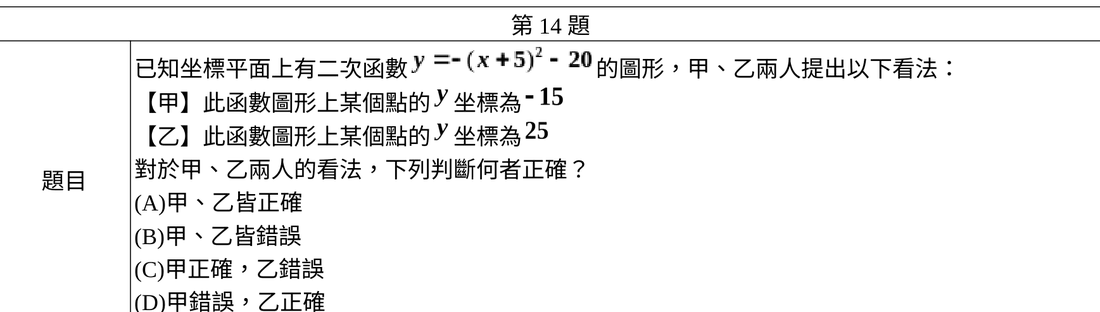 第 14 題
題目
已知坐標平面上有二次函數 y =- (x +5)² - 20 的圖形，甲、乙兩人提出以下看法：
【甲】此函數圖形上某個點的 y 坐標為 - 15
【乙】此函數圖形上某個點的 y 坐標為 25
對於甲、乙兩人的看法，下列判斷何者正確？
(A)甲、乙皆正確
(B)甲、乙皆錯誤
(C)甲正確，乙錯誤
(D)甲錯誤，乙正確